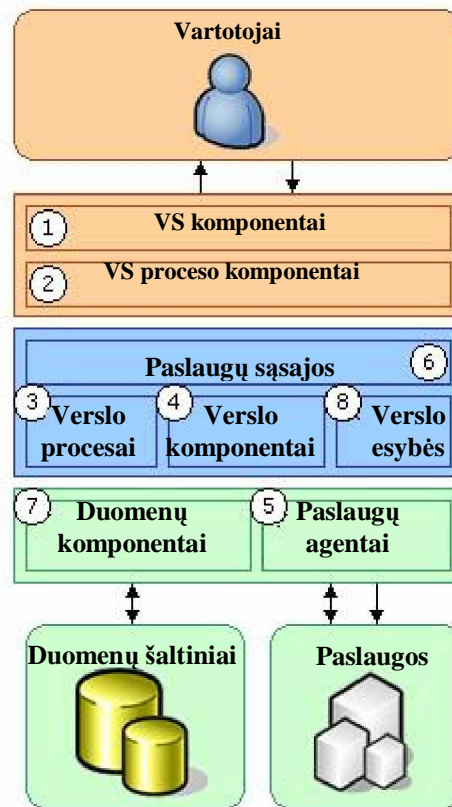 Vartotojai
1
VS komponentai
2
VS proceso komponentai
Paslaugų sąsajos
6
3
Verslo
procesai
4
Verslo
komponentai
8
Verslo
esybės
7
Duomenų
komponentai
5
Paslaugų
agentai
Duomenų šaltiniai
Paslaugos